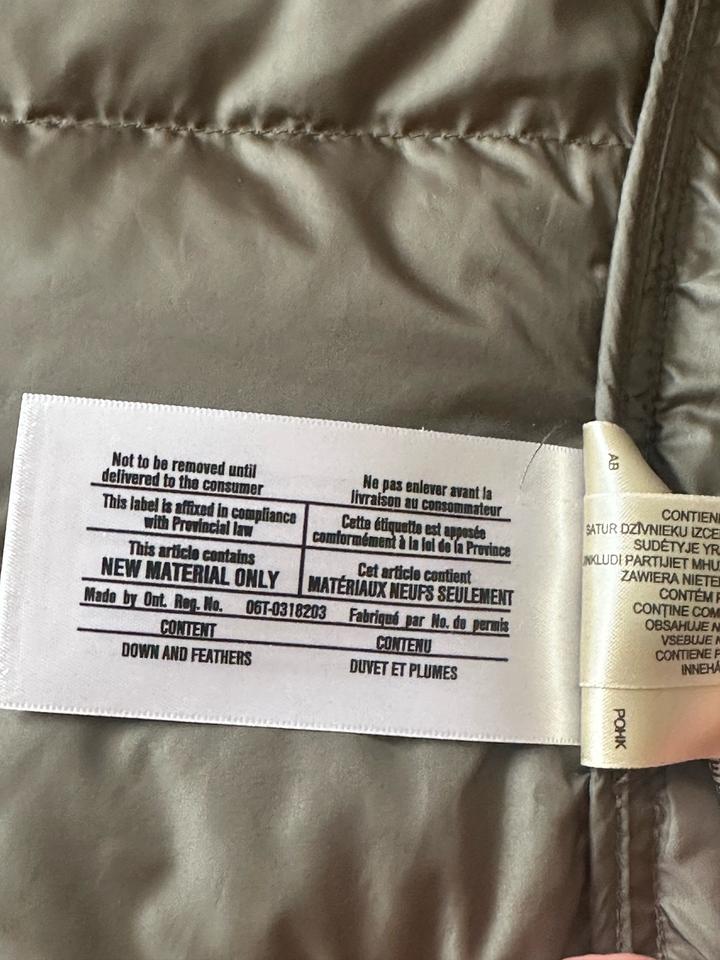 Not to be removed until
delivered to the consumer
Ne pas enlever avant la
livraison au consommateur
This label is affixed in compliance
with Provincial law
Cette étiquette est apposée
conformément à la loi de la Province
This article contains
NEW MATERIAL ONLY
Cet article contient
MATÉRIAUX NEUFS SEULEMENT
Made by Ont. Reg. No. 06T-0318203 Fabriqué par No. du permis
CONTENT
CONTENU
DOWN AND FEATHERS
DUVET ET PLUMES
AB
CONTIENE
SATUR DZĪVNIEKU IZCE
SUDĖTYJE YRA
INKLUDI PARTIJIET MHU
ZAWIERA NIETE
CONTÉM P
CONȚINE COM
OBSAHUJE N
VSEBUJE N
CONTIENE P
INNEHÅ
POHK